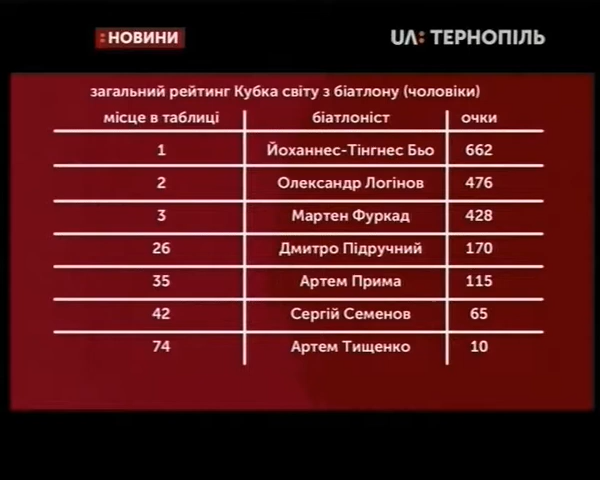 :НОВИНИ
UA: ТЕРНОПІЛЬ
загальний рейтинг Кубка світу з біатлону (чоловіки)
місце в таблиці біатлоніст очки
1 Йоханнес-Тінгнес Бьо 662
2 Олександр Логінов 476
3 Мартен Фуркад 428
26 Дмитро Підручний 170
35 Артем Прима 115
42 Сергій Семенов 65
74 Артем Тищенко 10